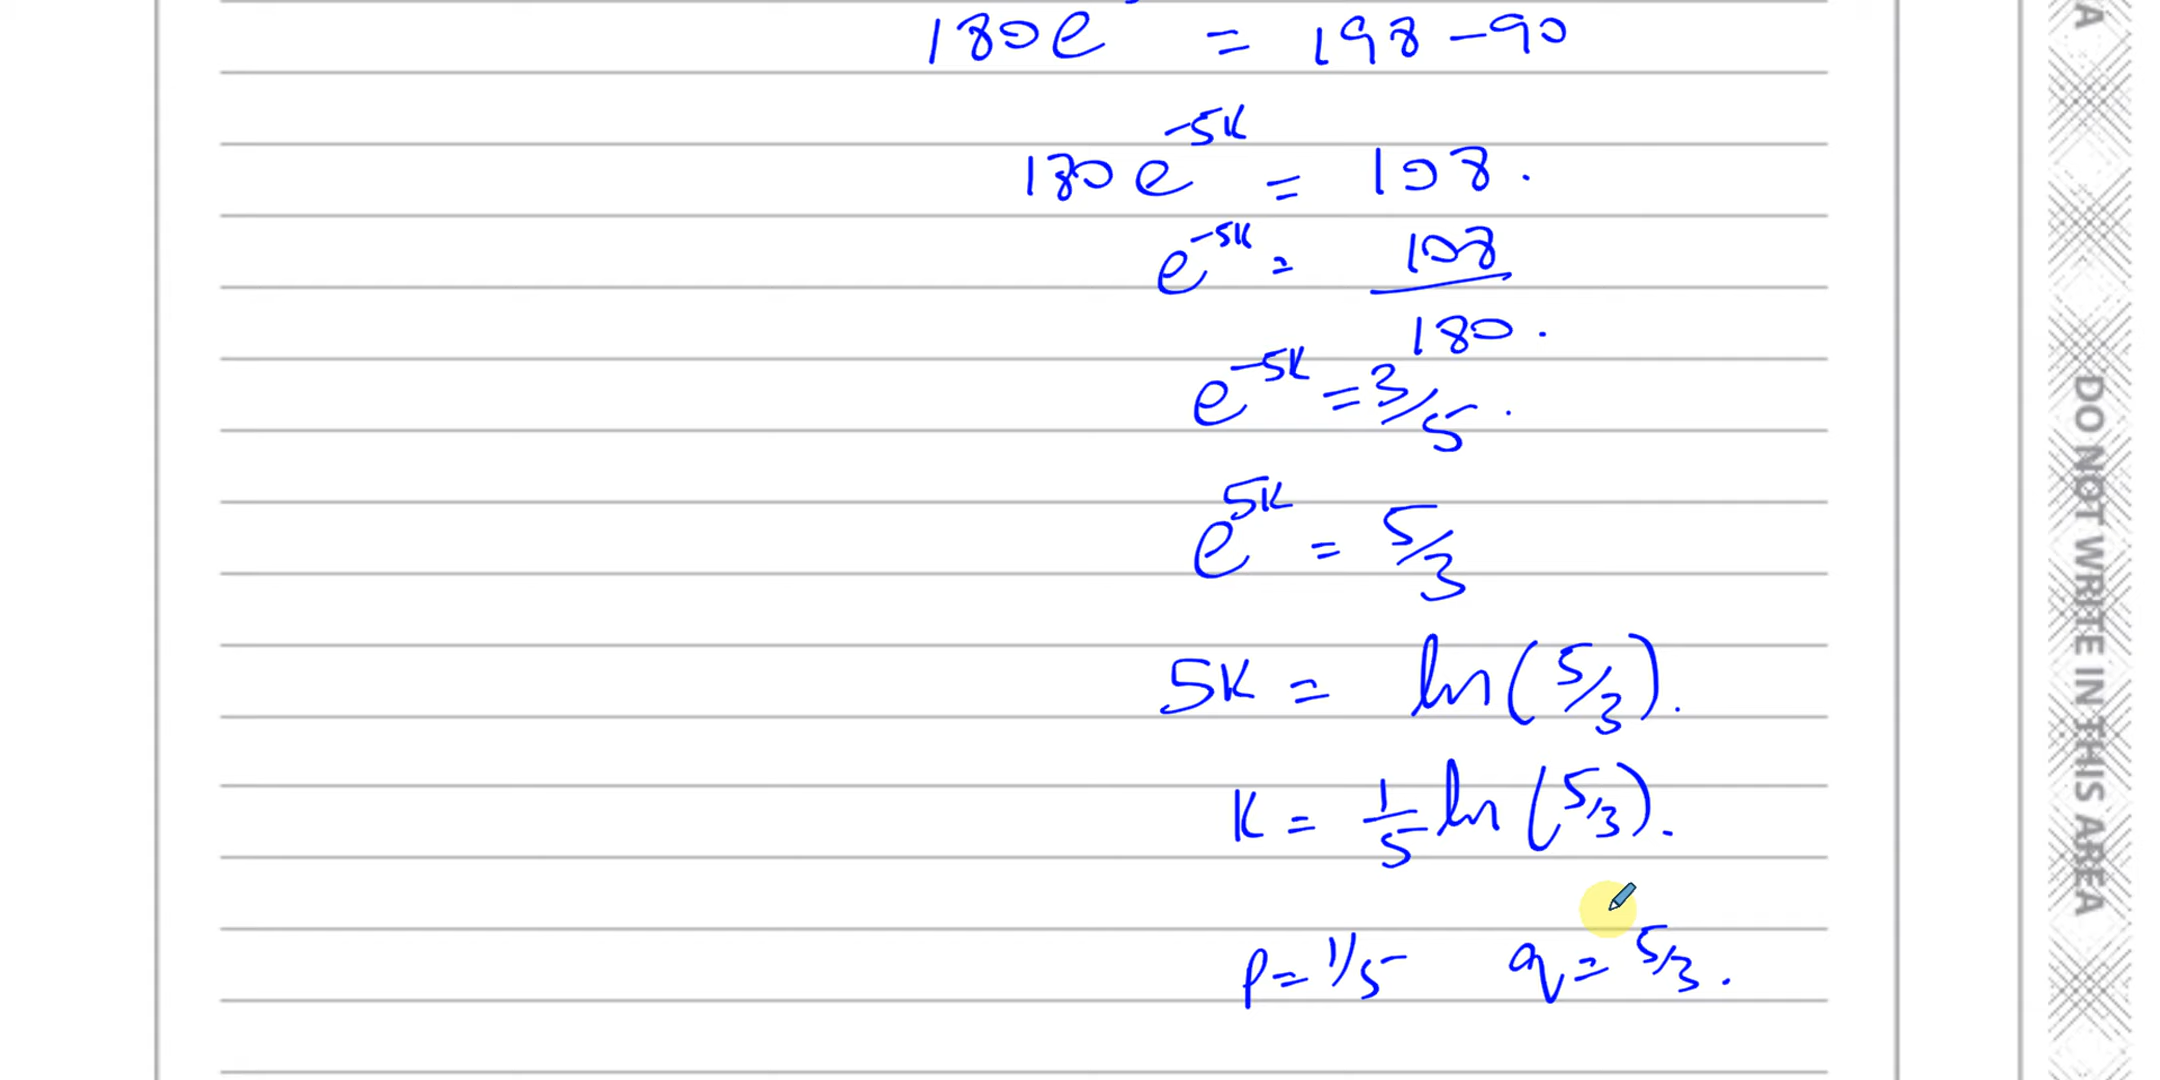 180e = 198 - 90
180e^{-5k} = 108.
e^{-5k} = 108/180.
e^{-5k} = 3/5.
e^{5k} = 5/3
5k = ln(5/3).
k = 1/5 ln(5/3).
p = 1/5 q = 5/3.
A
DO NOT WRITE IN THIS AREA